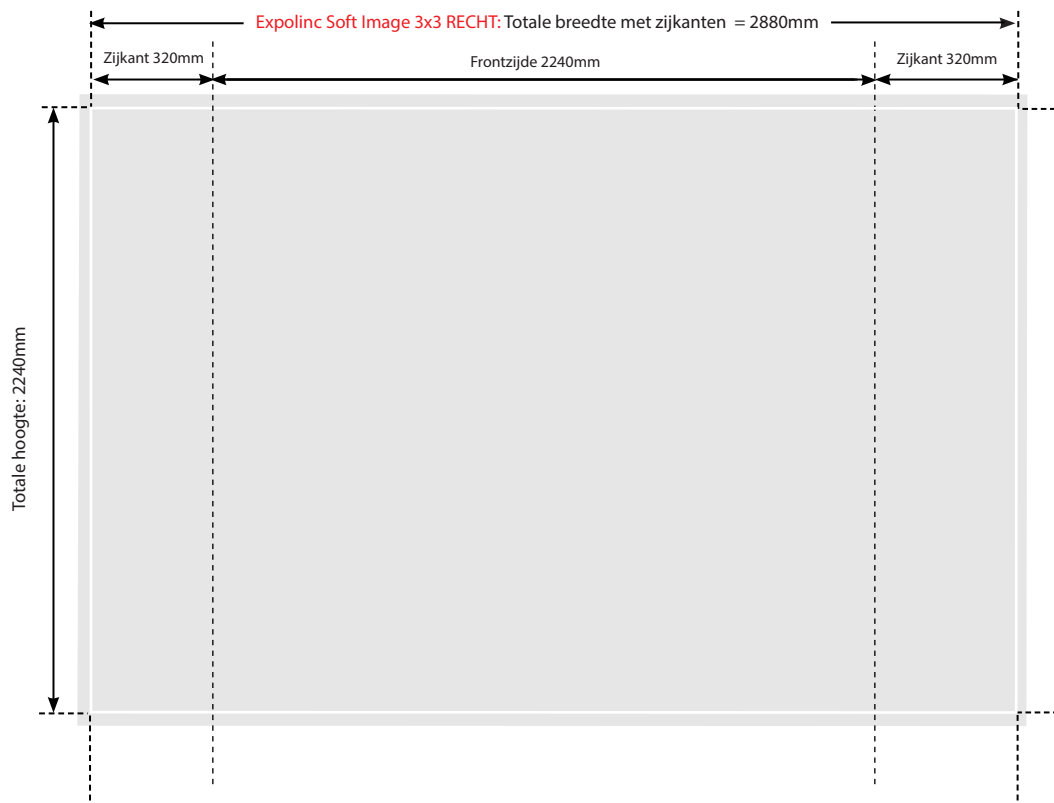 Expolinc Soft Image 3x3 RECHT: Totale breedte met zijkanten = 2880mm
Zijkant 320mm
Frontzijde 2240mm
Zijkant 320mm
Totale hoogte: 2240mm